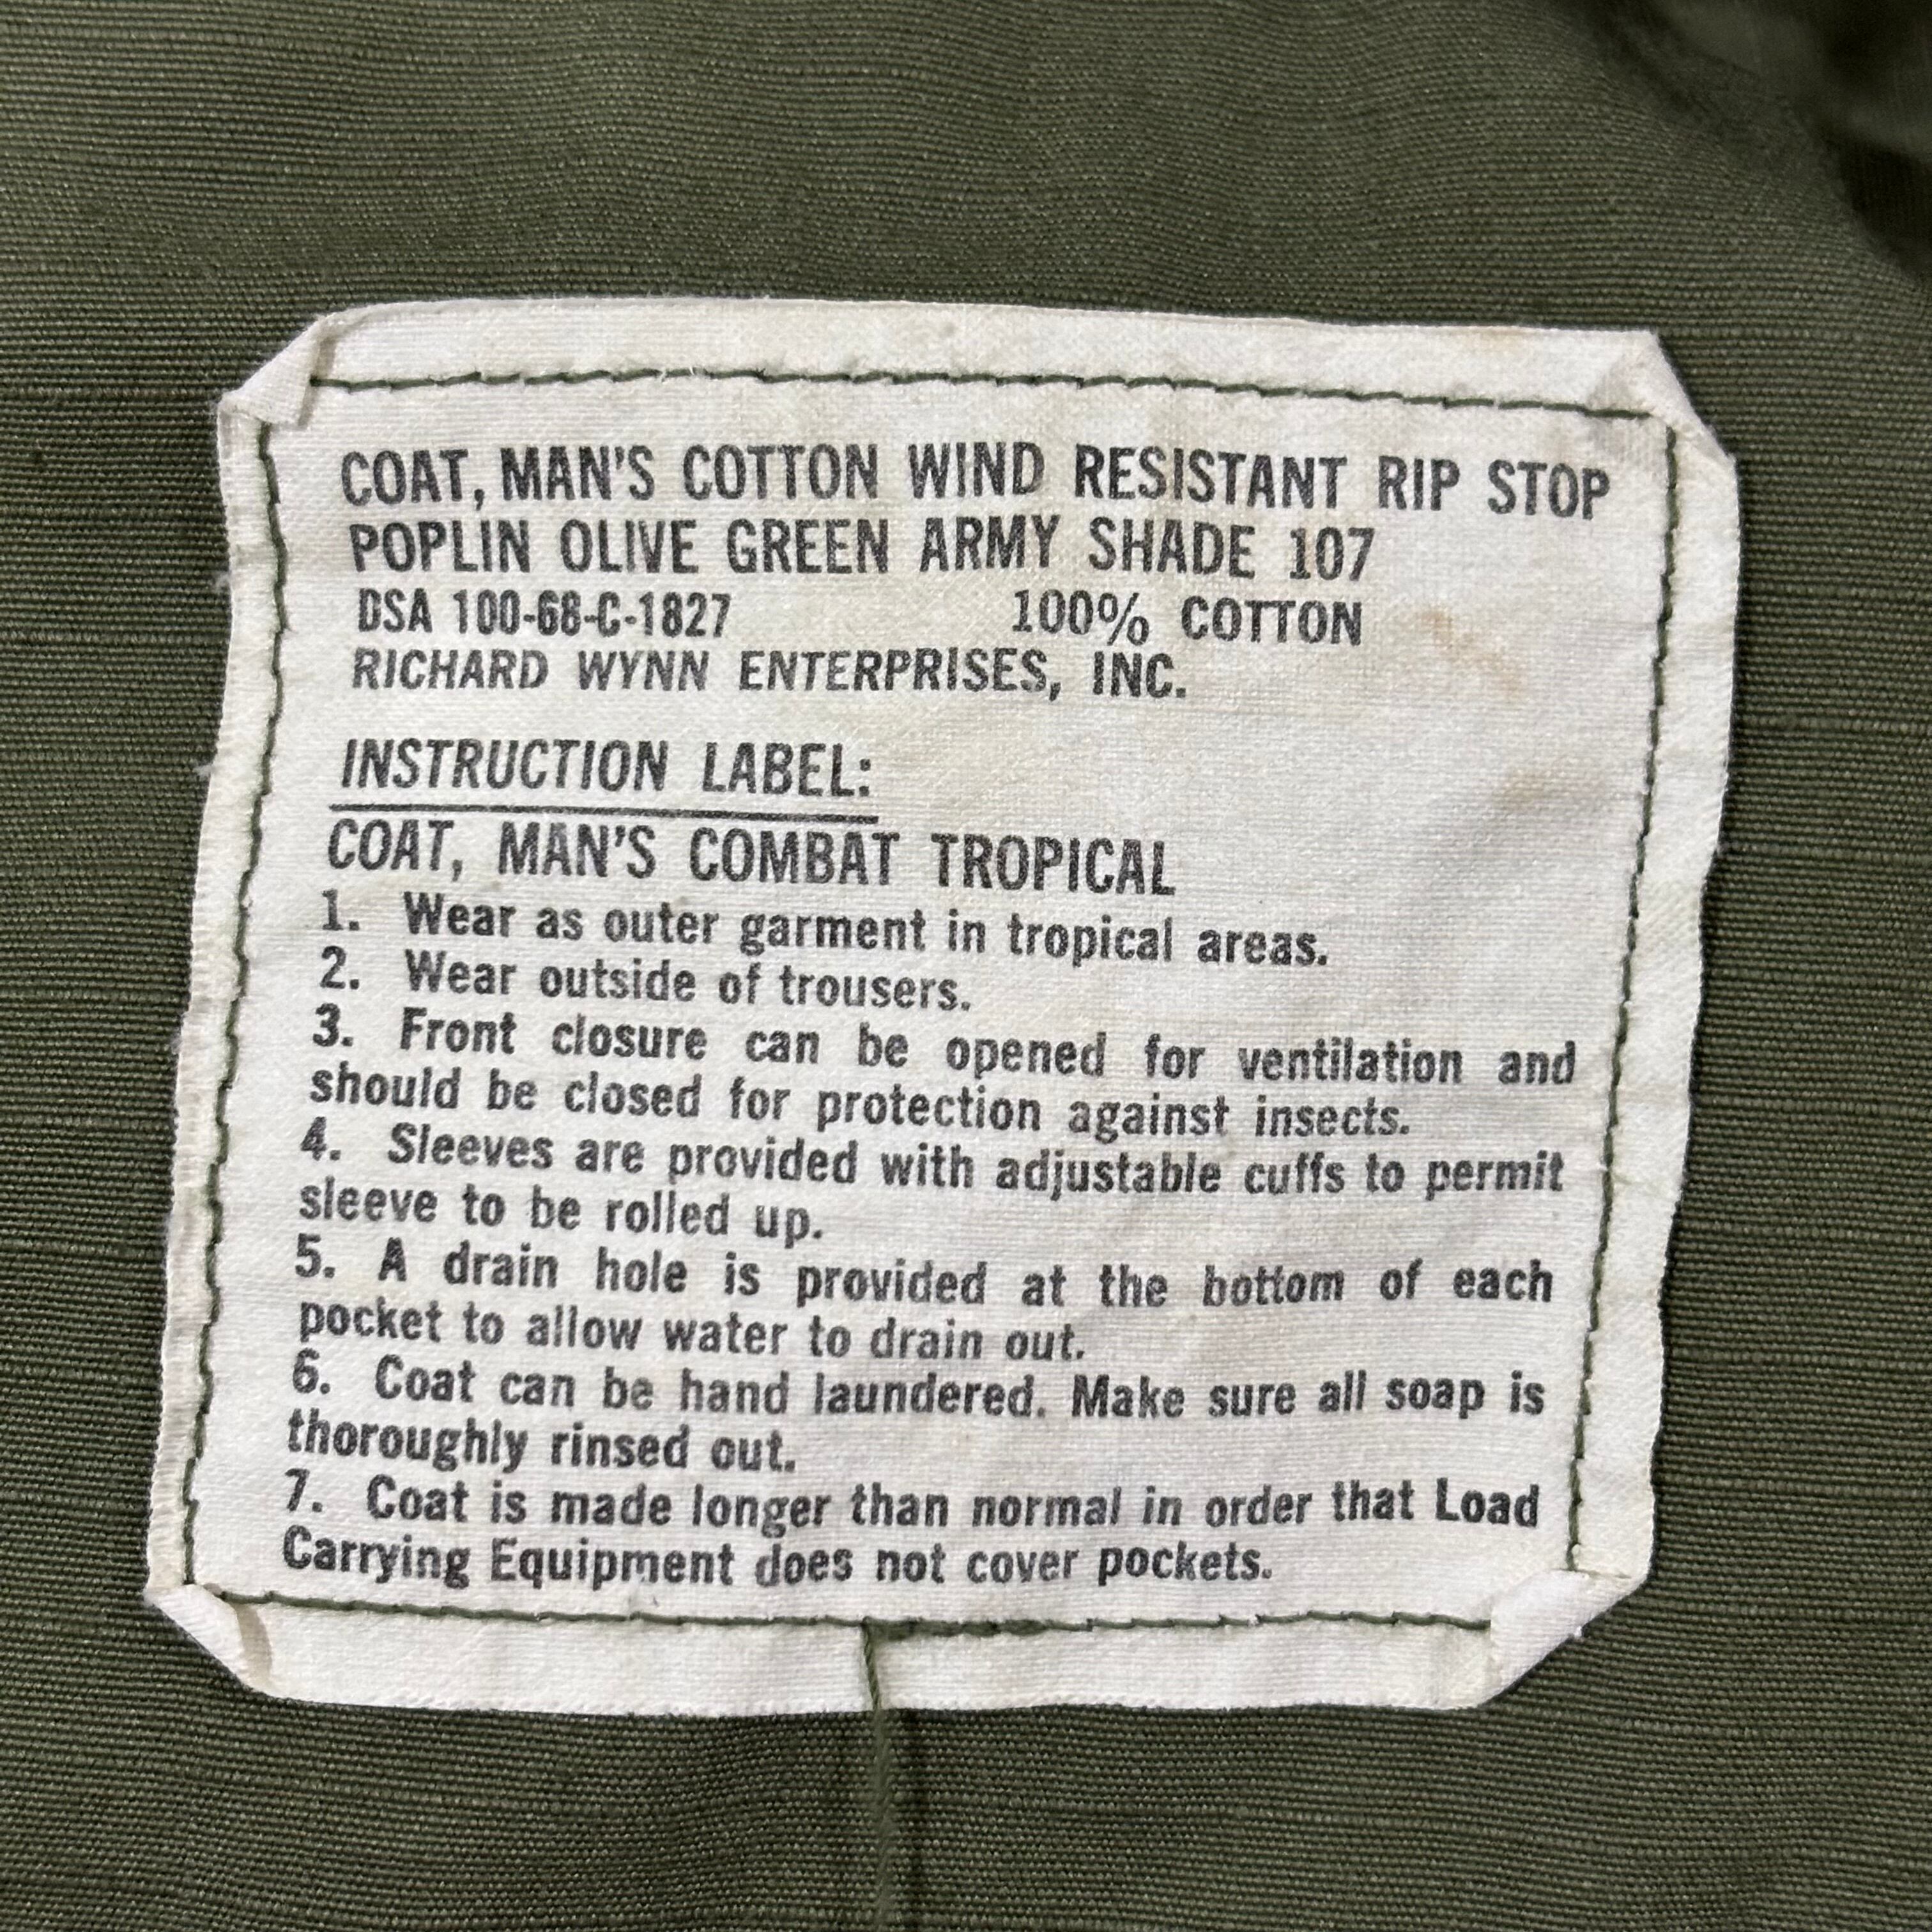 COAT, MAN'S COTTON WIND RESISTANT RIP STOP
POPLIN OLIVE GREEN ARMY SHADE 107
DSA 100-68-C-1827 100% COTTON
RICHARD WYNN ENTERPRISES, INC.
INSTRUCTION LABEL:
COAT, MAN'S COMBAT TROPICAL
1. Wear as outer garment in tropical areas.
2. Wear outside of trousers.
3. Front closure can be opened for ventilation and
should be closed for protection against insects.
4. Sleeves are provided with adjustable cuffs to permit
sleeve to be rolled up.
5. A drain hole is provided at the bottom of each
pocket to allow water to drain out.
6. Coat can be hand laundered. Make sure all soap is
thoroughly rinsed out.
7. Coat is made longer than normal in order that Load
Carrying Equipment does not cover pockets.